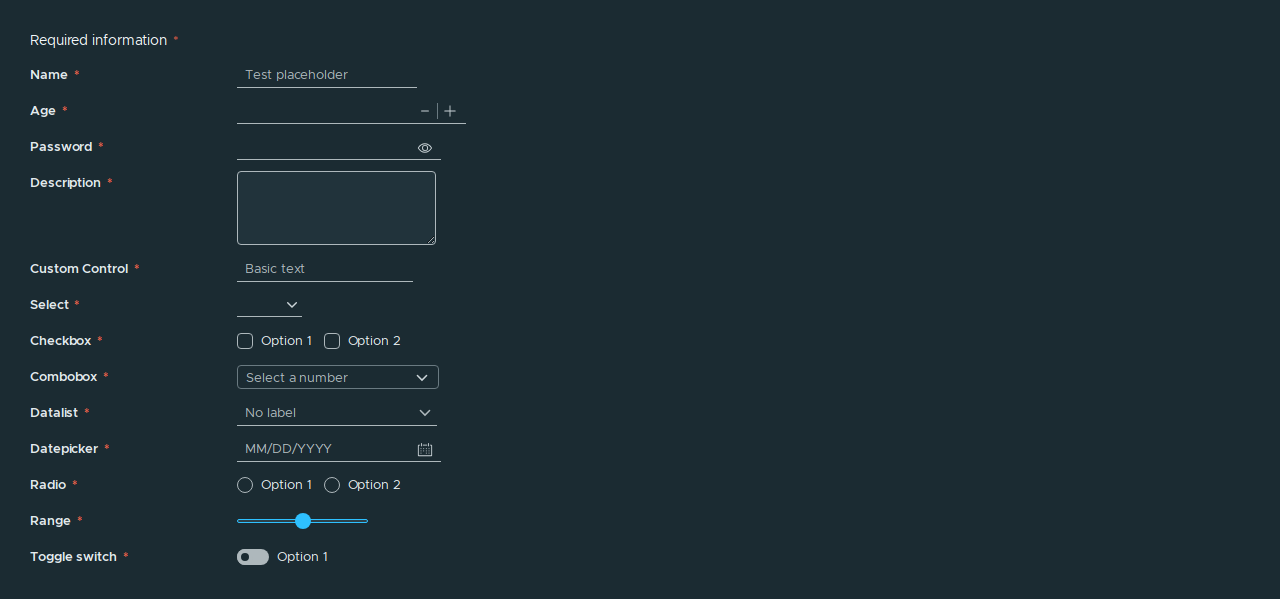 Required information *
Name * Test placeholder
Age *
Password *
Description *
Custom Control * Basic text
Select *
Checkbox * Option 1 Option 2
Combobox * Select a number
Datalist * No label
Datepicker * MM/DD/YYYY
Radio * Option 1 Option 2
Range *
Toggle switch * Option 1